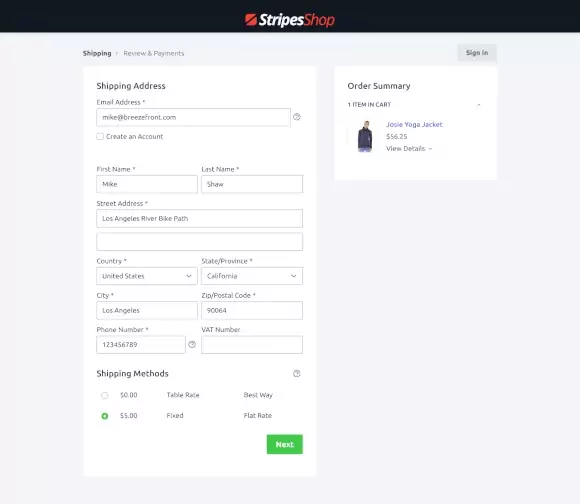 StripesShop
Shipping › Review & Payments
Sign in
Shipping Address
Email Address *
mike@breezefront.com
Create an Account
First Name * Last Name *
Mike Shaw
Street Address *
Los Angeles River Bike Path
Country * State/Province *
United States California
City * Zip/Postal Code *
Los Angeles 90064
Phone Number * VAT Number
123456789
Shipping Methods
$0.00 Table Rate Best Way
$5.00 Fixed Flat Rate
Next
Order Summary
1 ITEM IN CART
Josie Yoga Jacket
$56.25
View Details